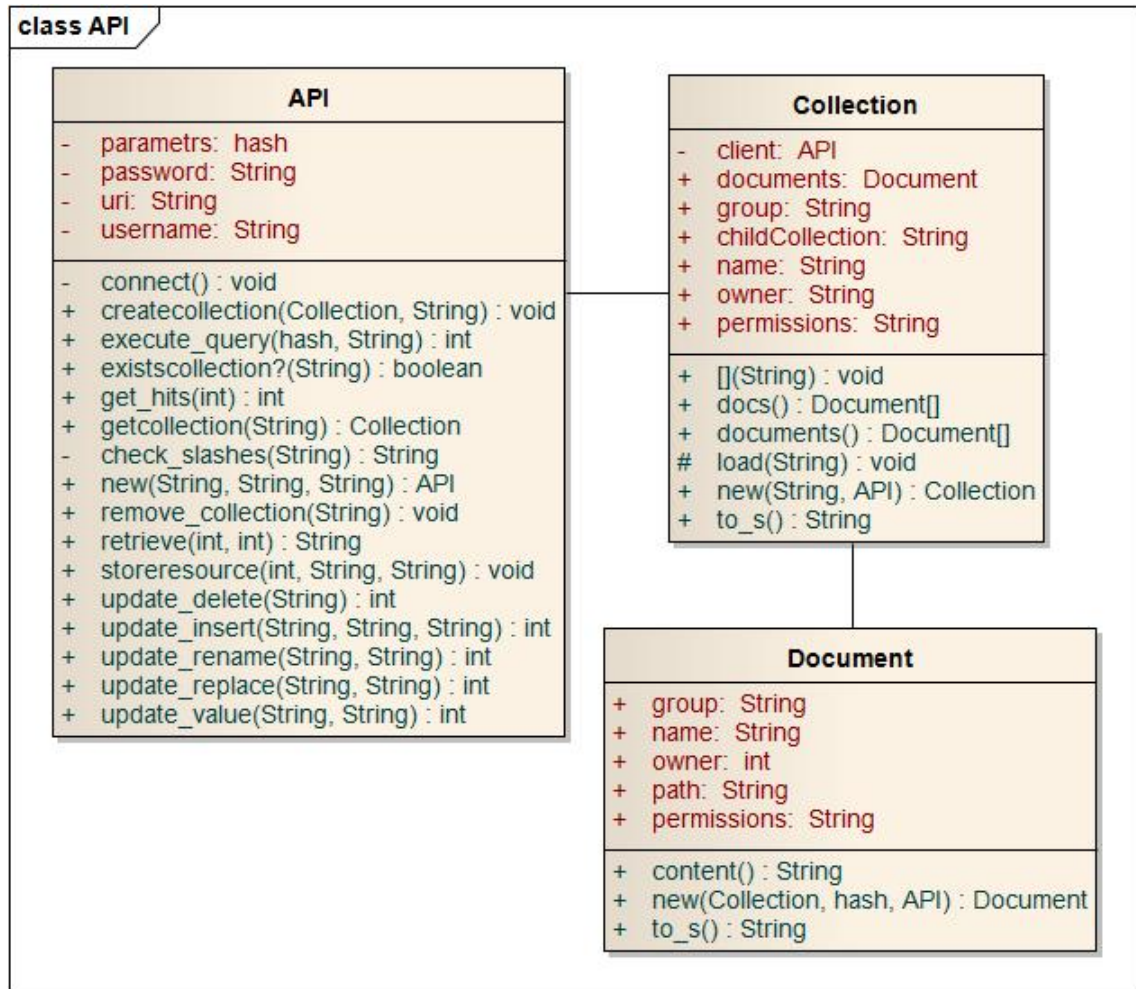 class API
API
- parametrs: hash
- password: String
- uri: String
- username: String
- connect() : void
+ createcollection(Collection, String) : void
+ execute_query(hash, String) : int
+ existscollection?(String) : boolean
+ get_hits(int) : int
+ getcollection(String) : Collection
- check_slashes(String) : String
+ new(String, String, String) : API
+ remove_collection(String) : void
+ retrieve(int, int) : String
+ storeresource(int, String, String) : void
+ update_delete(String) : int
+ update_insert(String, String, String) : int
+ update_rename(String, String) : int
+ update_replace(String, String) : int
+ update_value(String, String) : int
Collection
- client: API
+ documents: Document
+ group: String
+ childCollection: String
+ name: String
+ owner: String
+ permissions: String
+ [](String) : void
+ docs() : Document[]
+ documents() : Document[]
# load(String) : void
+ new(String, API) : Collection
+ to_s() : String
Document
+ group: String
+ name: String
+ owner: int
+ path: String
+ permissions: String
+ content() : String
+ new(Collection, hash, API) : Document
+ to_s() : String